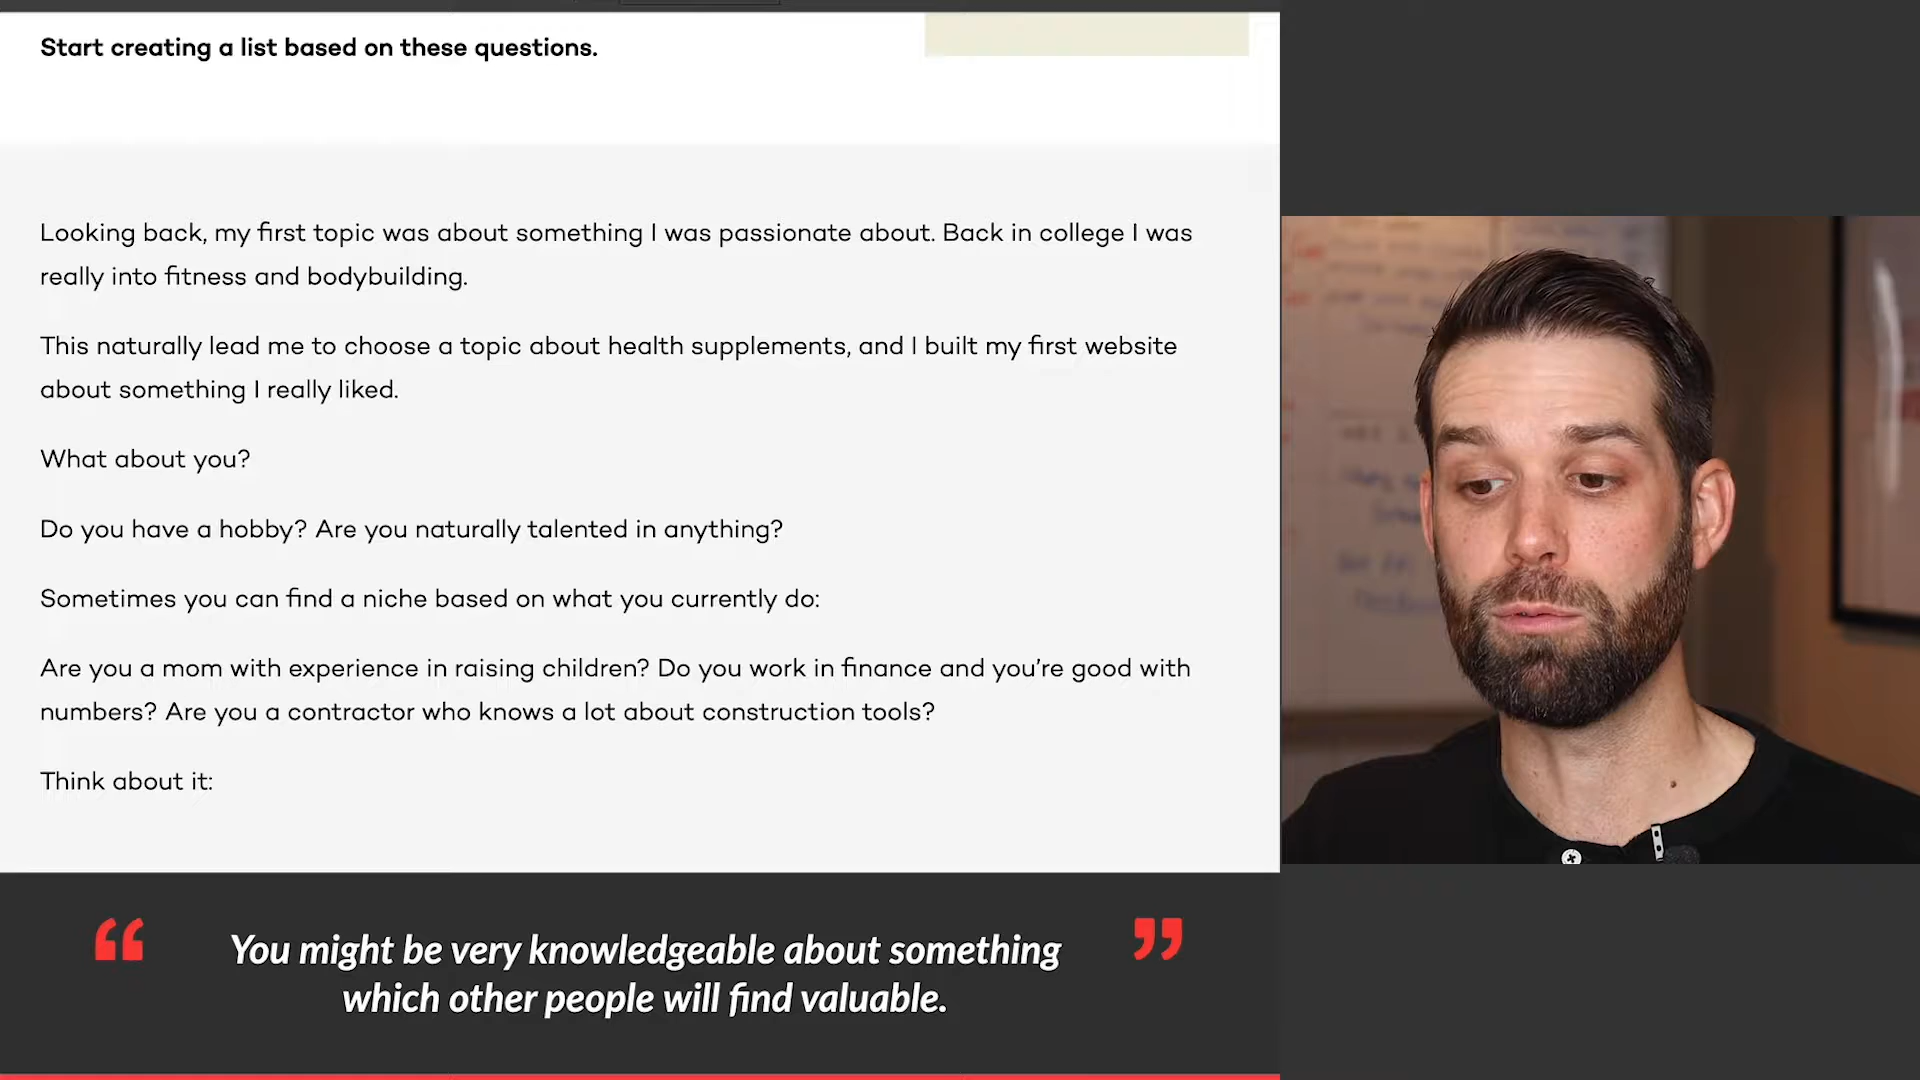 Start creating a list based on these questions.
Looking back, my first topic was about something I was passionate about. Back in college I was
really into fitness and bodybuilding.
This naturally lead me to choose a topic about health supplements, and I built my first website
about something I really liked.
What about you?
Do you have a hobby? Are you naturally talented in anything?
Sometimes you can find a niche based on what you currently do:
Are you a mom with experience in raising children? Do you work in finance and you’re good with
numbers? Are you a contractor who knows a lot about construction tools?
Think about it:
“ You might be very knowledgeable about something ”
which other people will find valuable.